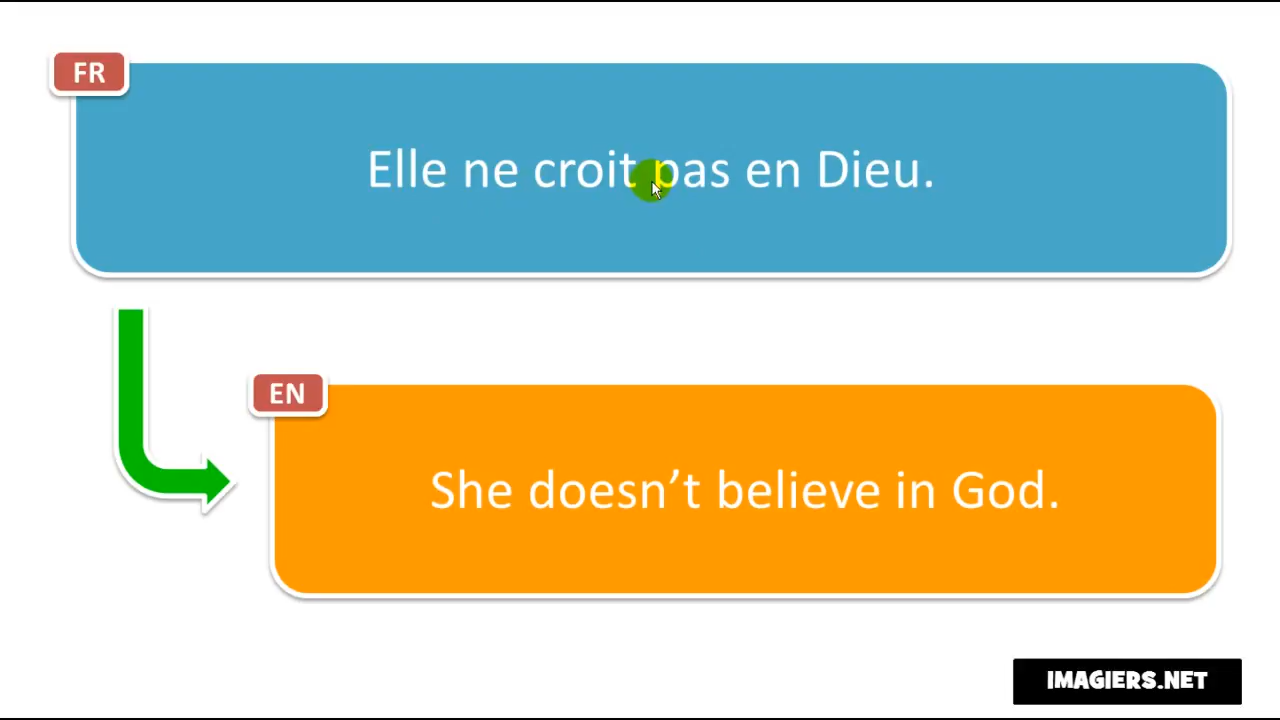 FR
Elle ne croit pas en Dieu.
EN
She doesn’t believe in God.
IMAGIERS.NET